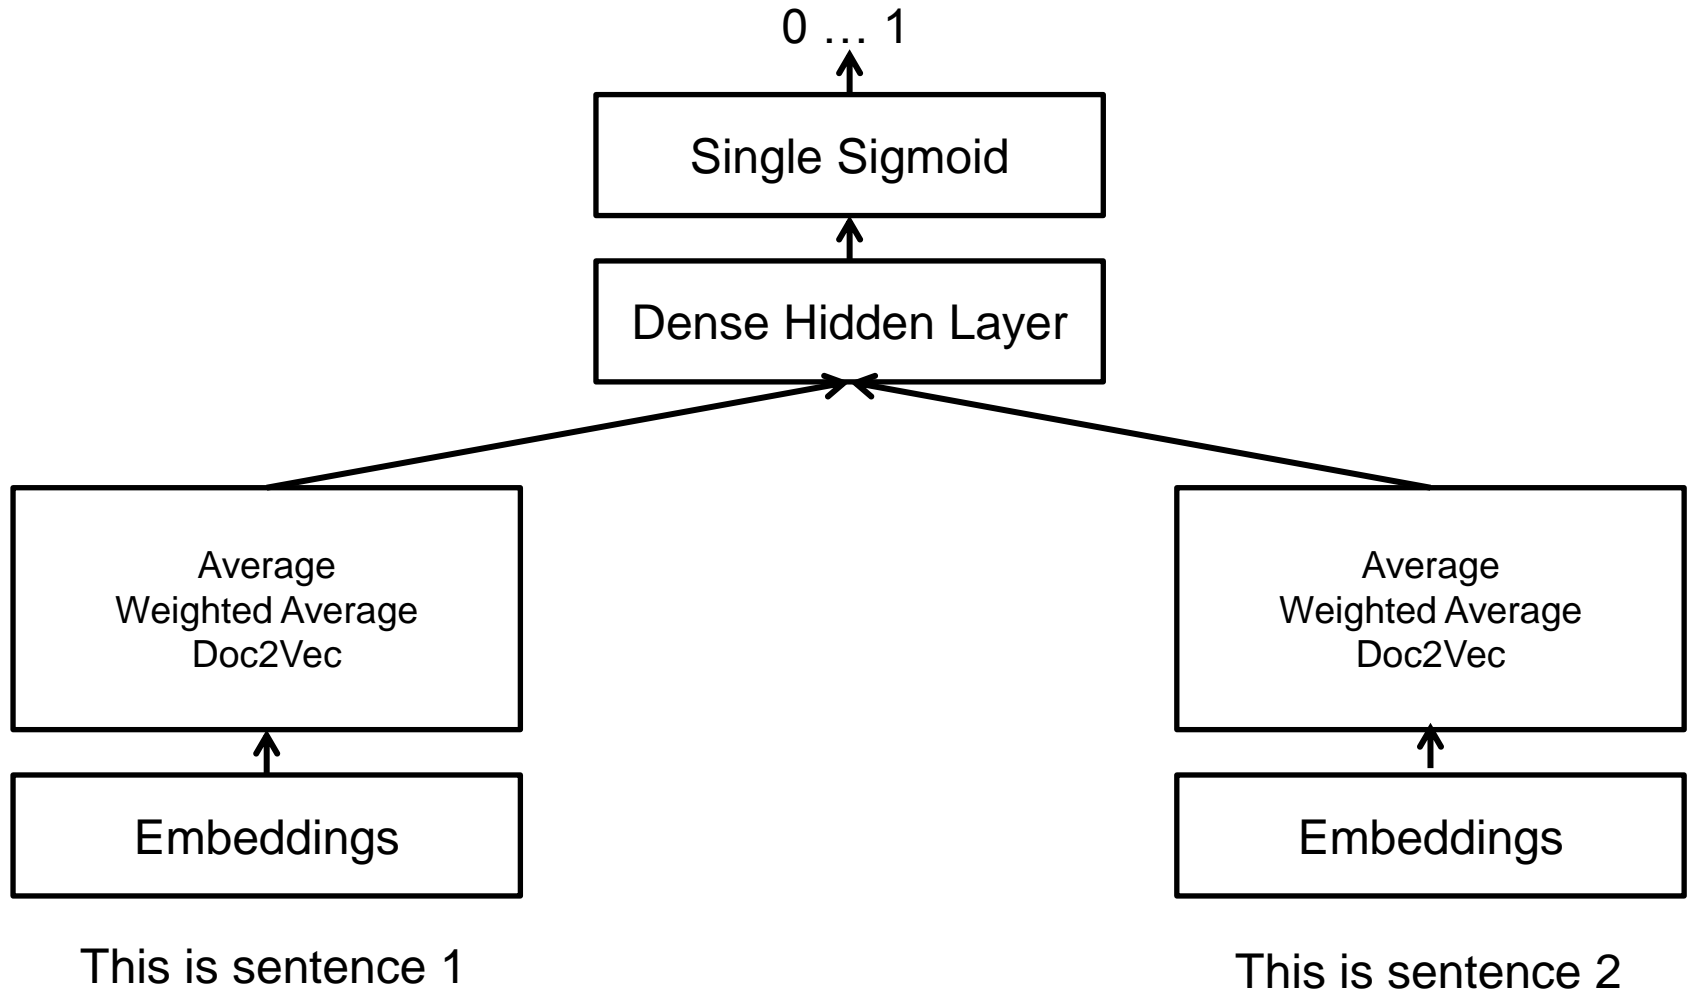 0 … 1
Single Sigmoid
Dense Hidden Layer
Average
Weighted Average
Doc2Vec
Average
Weighted Average
Doc2Vec
Embeddings
Embeddings
This is sentence 1
This is sentence 2